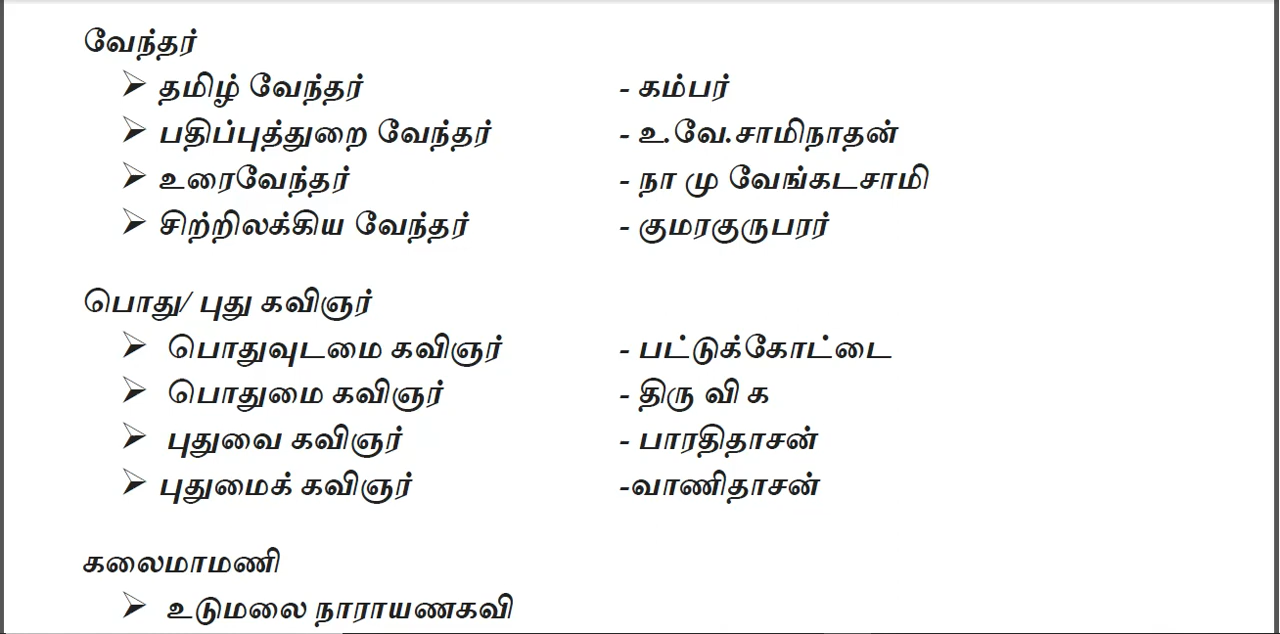 வேந்தர்
➢ தமிழ் வேந்தர் - கம்பர்
➢ பதிப்புத்துறை வேந்தர் - உ.வே.சாமிநாதன்
➢ உரைவேந்தர் - நா மு வேங்கடசாமி
➢ சிற்றிலக்கிய வேந்தர் - குமரகுருபரர்
பொது/ புது கவிஞர்
➢ பொதுவுடமை கவிஞர் - பட்டுக்கோட்டை
➢ பொதுமை கவிஞர் - திரு வி க
➢ புதுவை கவிஞர் - பாரதிதாசன்
➢ புதுமைக் கவிஞர் -வாணிதாசன்
கலைமாமணி
➢ உடுமலை நாராயணகவி